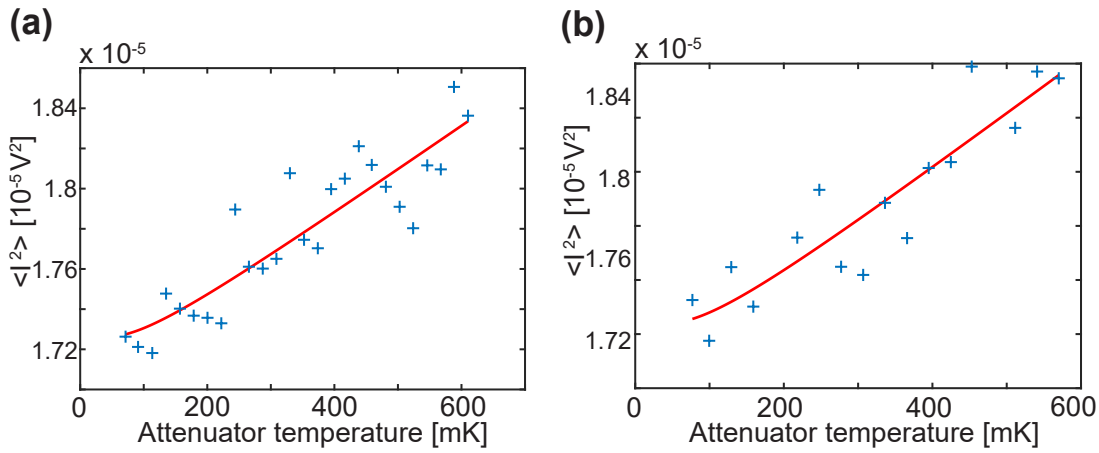 (a)
x 10⁻⁵
1.84
1.8
1.76
1.72
<I²> [10⁻⁵V²]
0 200 400 600
Attenuator temperature [mK]
(b)
x 10⁻⁵
1.84
1.8
1.76
1.72
<I²> [10⁻⁵V²]
0 200 400 600
Attenuator temperature [mK]